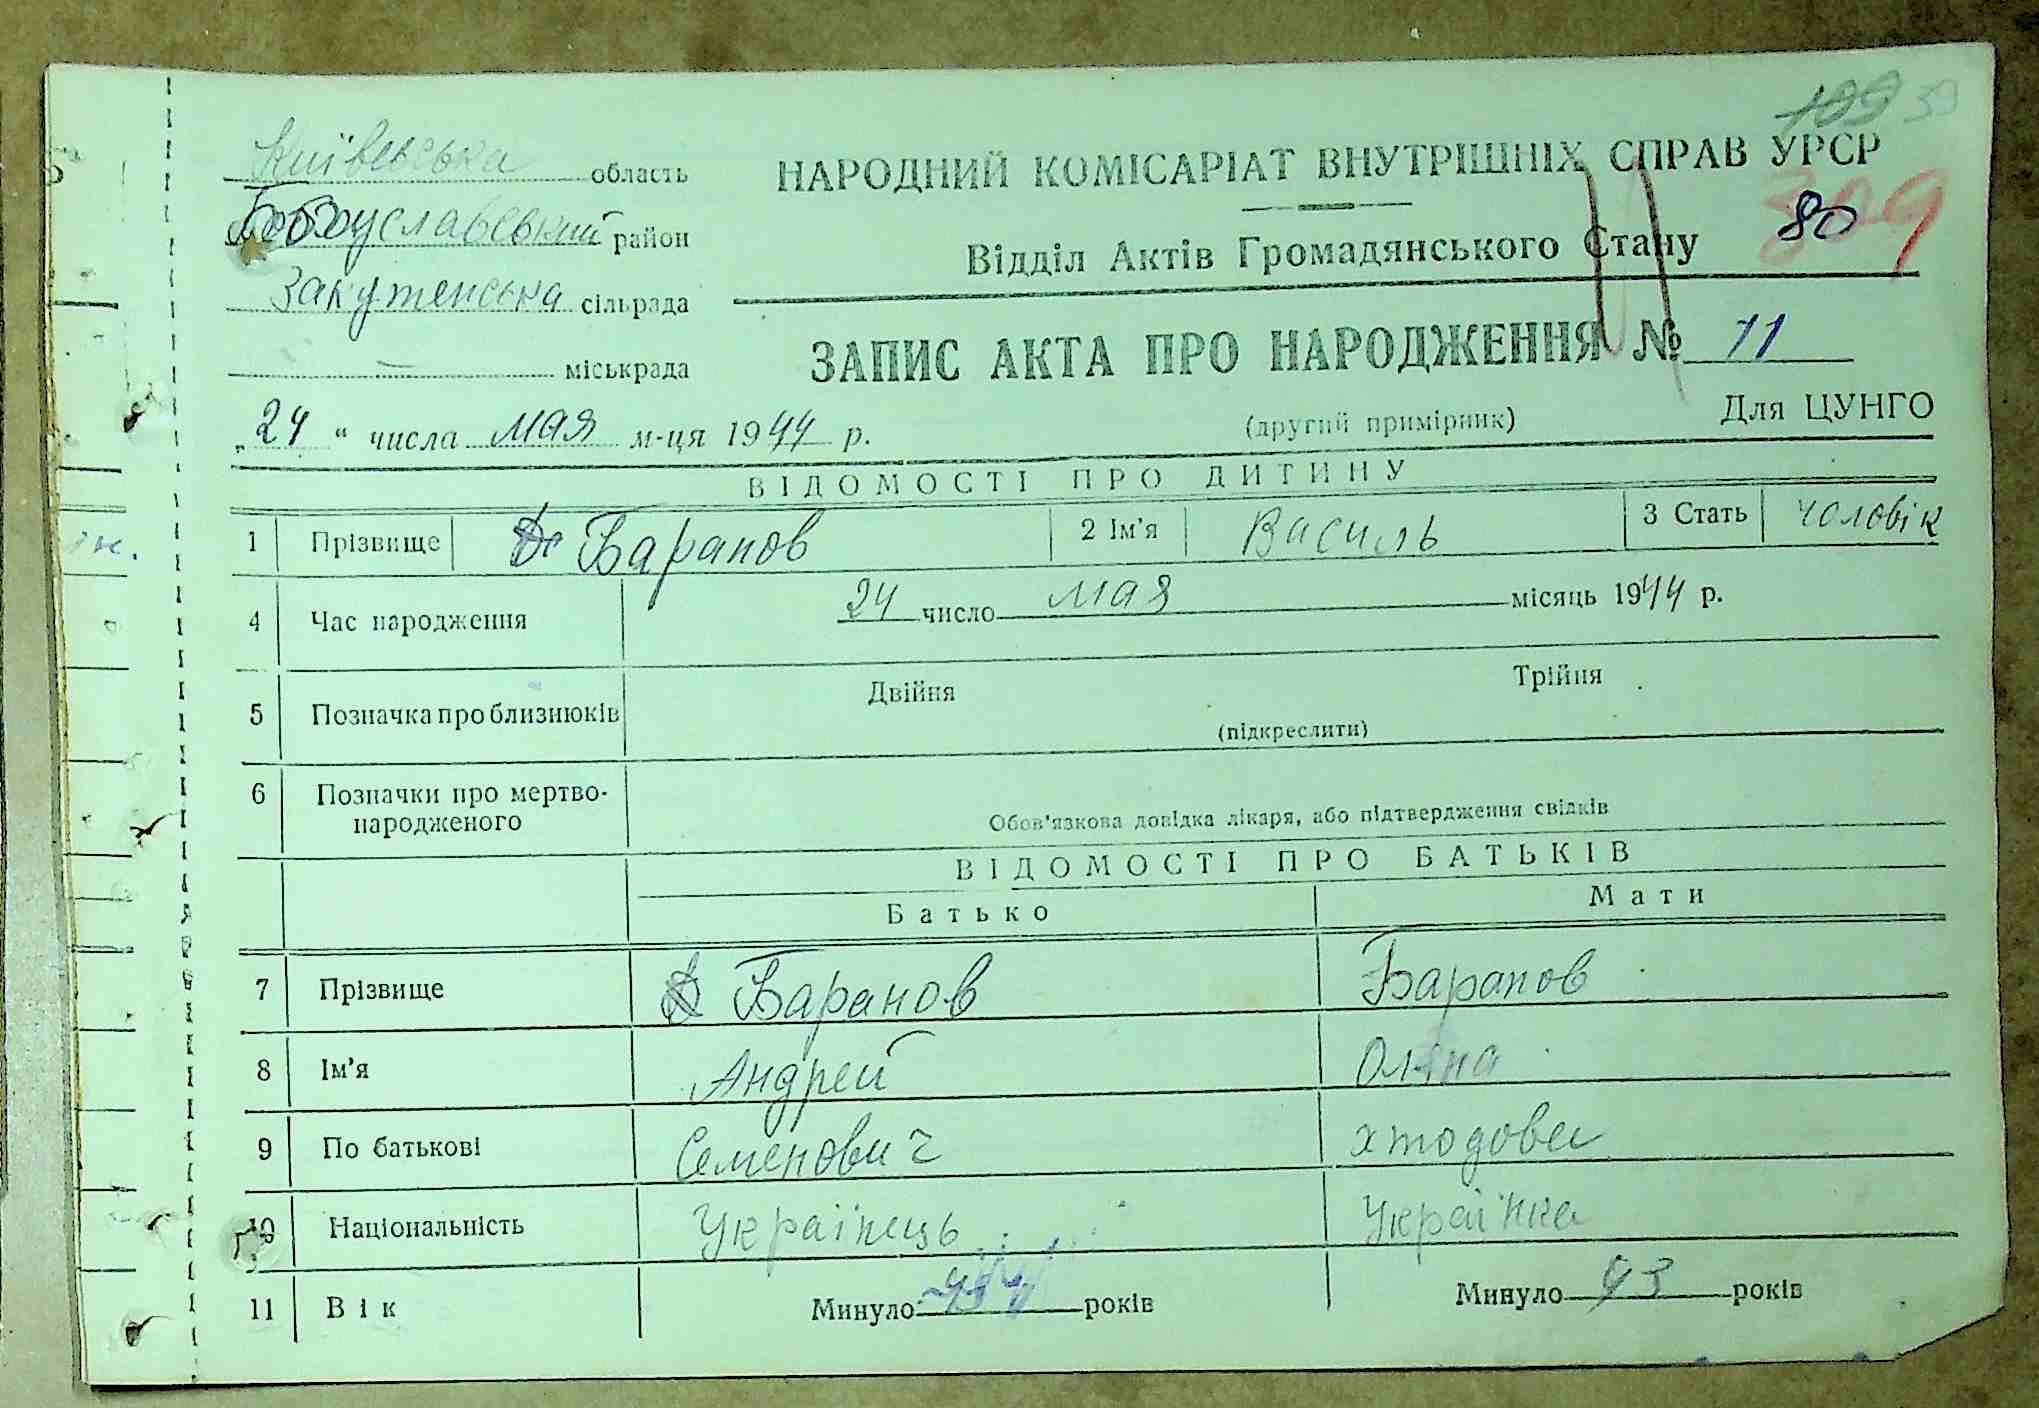 39
Київська область
НАРОДНИЙ КОМІСАРІАТ ВНУТРІШНІХ СПРАВ УРСР
Богуславський район
80
Відділ Актів Громадянського Стану
Закутенська сільрада
— міськрада
ЗАПИС АКТА ПРО НАРОДЖЕННЯ № 11
„24" числа мая м-ця 1944 р.
(другий примірник)
Для ЦУНГО
ВІДОМОСТІ ПРО ДИТИНУ
1 Прізвище Баранов 2 Ім'я Василь 3 Стать чоловік
4 Час народження 24 число мая місяць 1944 р.
5 Позначка про близнюків Двійня Трійня
(підкреслити)
6 Позначки про мертво-
народженого
Обов'язкова довідка лікаря, або підтвердження свідків
ВІДОМОСТІ ПРО БАТЬКІВ
Батько Мати
7 Прізвище Баранов Баранов
8 Ім'я Андрей
9 По батькові Семенович
10 Національність Українець Українка
11 Вік Минуло років Минуло 43 років